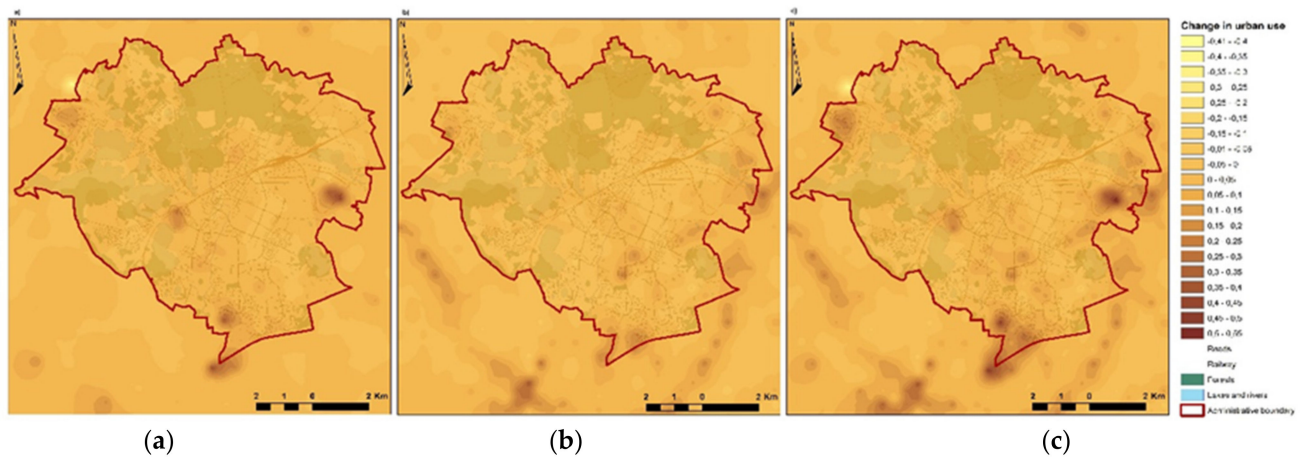 N
N
N
Change in urban use
-0,41 - -0,4
-0,4 - -0,35
-0,35 - -0,3
-0,3 - -0,25
-0,25 - -0,2
-0,2 - -0,15
-0,15 - -0,1
-0,01 - -0,05
-0,05 - 0
0 - 0,05
0,05 - 0,1
0,1 - 0,15
0,15 - 0,2
0,2 - 0,25
0,25 - 0,3
0,3 - 0,35
0,35 - 0,4
0,4 - 0,45
0,45 - 0,5
Roads
Railway
Forests
Lakes and rivers
Administrative boundary
2 1 0 2 Km
2 1 0 2 Km
2 1 0 2 Km
(a) (b) (c)